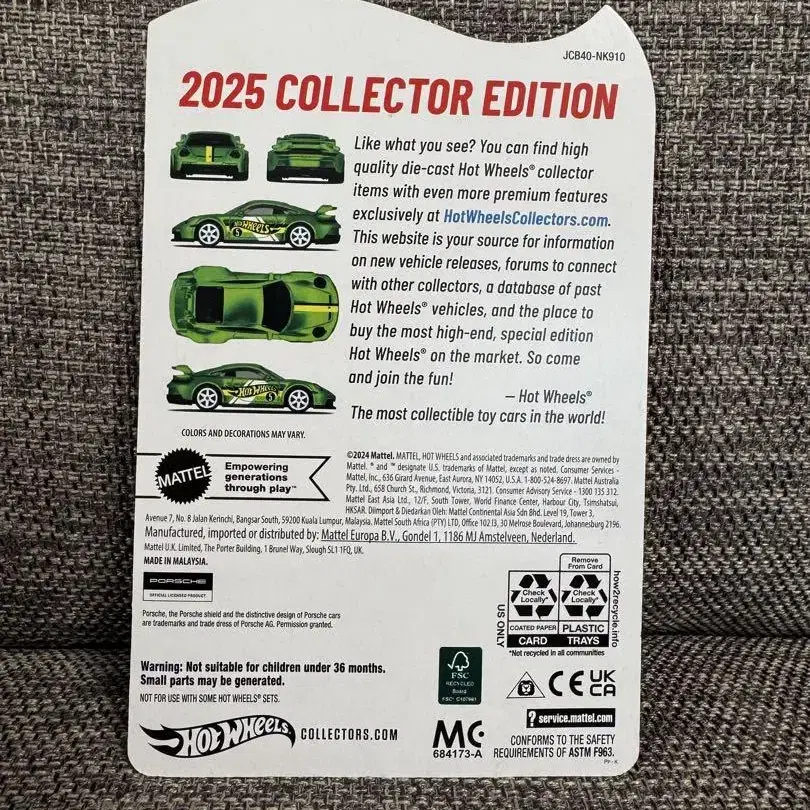 JCB40-NK910
2025 COLLECTOR EDITION
Like what you see? You can find high
quality die-cast Hot Wheels® collector
items with even more premium features
exclusively at HotWheelsCollectors.com.
This website is your source for information
on new vehicle releases, forums to connect
with other collectors, a database of past
Hot Wheels® vehicles, and the place to
buy the most high-end, special edition
Hot Wheels® on the market. So come
and join the fun!
— Hot Wheels®
The most collectible toy cars in the world!
HOT WHEELS
5
HOT WHEELS
5
COLORS AND DECORATIONS MAY VARY.
MATTEL
Empowering
generations
through play™
©2024 Mattel. MATTEL, HOT WHEELS and associated trademarks and trade dress are owned by
Mattel. ® and ™ designate U.S. trademarks of Mattel, except as noted. Consumer Services -
Mattel, Inc., 636 Girard Avenue, East Aurora, NY 14052, U.S.A. 1-800-524-8697. Mattel Australia
Pty. Ltd., 658 Church St., Richmond, Victoria, 3121. Consumer Advisory Service - 1300 135 312.
Mattel East Asia Ltd., 12/F, South Tower, World Finance Center, Harbour City, Tsimshatsui,
HKSAR. Diimport & Diedarkan Oleh: Mattel Continental Asia Sdn Bhd. Level 19, Tower 3,
Avenue 7, No. 8 Jalan Kerinchi, Bangsar South, 59200 Kuala Lumpur, Malaysia. Mattel South Africa (PTY) LTD, Office 102 I3, 30 Melrose Boulevard, Johannesburg 2196.
Manufactured, imported or distributed by: Mattel Europa B.V., Gondel 1, 1186 MJ Amstelveen, Nederland.
Mattel U.K. Limited, The Porter Building, 1 Brunel Way, Slough SL1 1FQ, UK.
MADE IN MALAYSIA.
PORSCHE
OFFICIAL LICENSED PRODUCT
Porsche, the Porsche shield and the distinctive design of Porsche cars
are trademarks and trade dress of Porsche AG. Permission granted.
Remove
From Card
Check
Locally*
Check
Locally*
COATED PAPER
CARD
PLASTIC
TRAYS
US ONLY
how2recycle.info
*Not recycled in all communities
Warning: Not suitable for children under 36 months.
Small parts may be generated.
NOT FOR USE WITH SOME HOT WHEELS® SETS.
FSC
RECYCLED
Board
FSC® C107981
CE
UK
CA
? service.mattel.com
HOT WHEELS
COLLECTORS.COM
MC
684173-A
CONFORMS TO THE SAFETY
REQUIREMENTS OF ASTM F963.